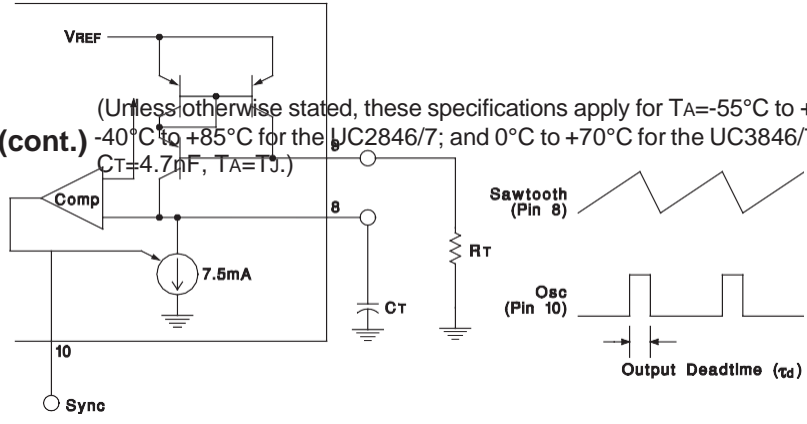 VREF
(Unless otherwise stated, these specifications apply for TA=-55°C to +
(cont.) -40°C to +85°C for the UC2846/7; and 0°C to +70°C for the UC3846/7
CT=4.7nF, TA=TJ.)
9
Comp
8
Sawtooth
(Pin 8)
RT
7.5mA
CT
Osc
(Pin 10)
10
Output Deadtime (τd)
Sync